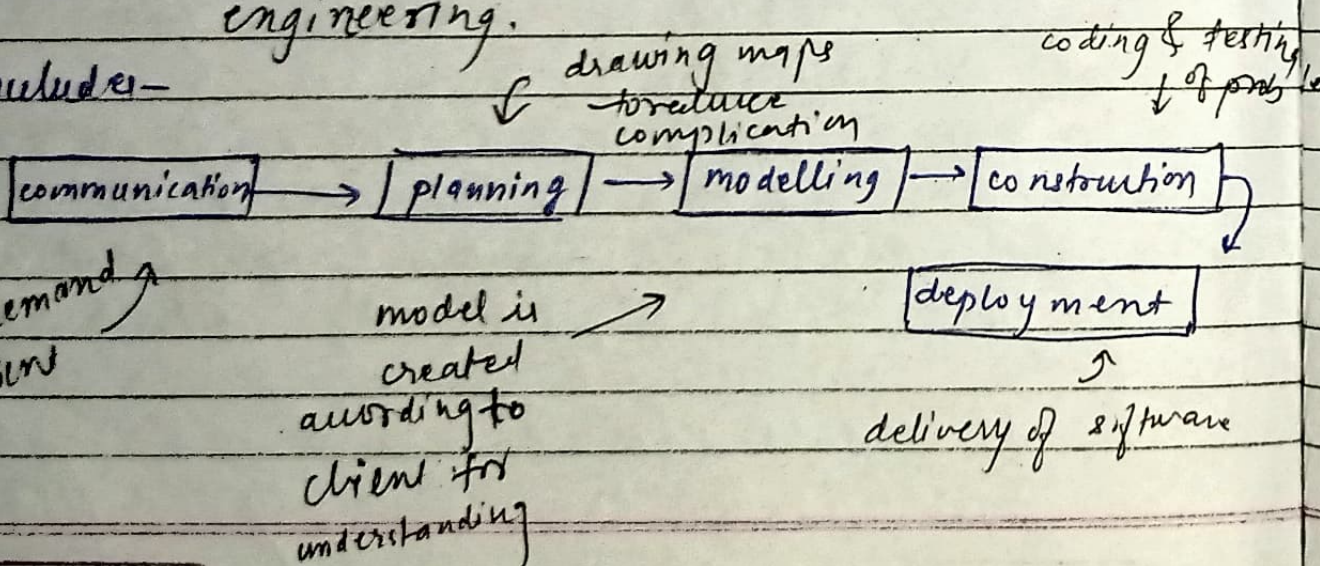 engineering.
drawing maps
to reduce
complication
coding & testing
of
communication → planning → modelling → construction
deployment
model is
created
according to
client for
understanding
delivery of software